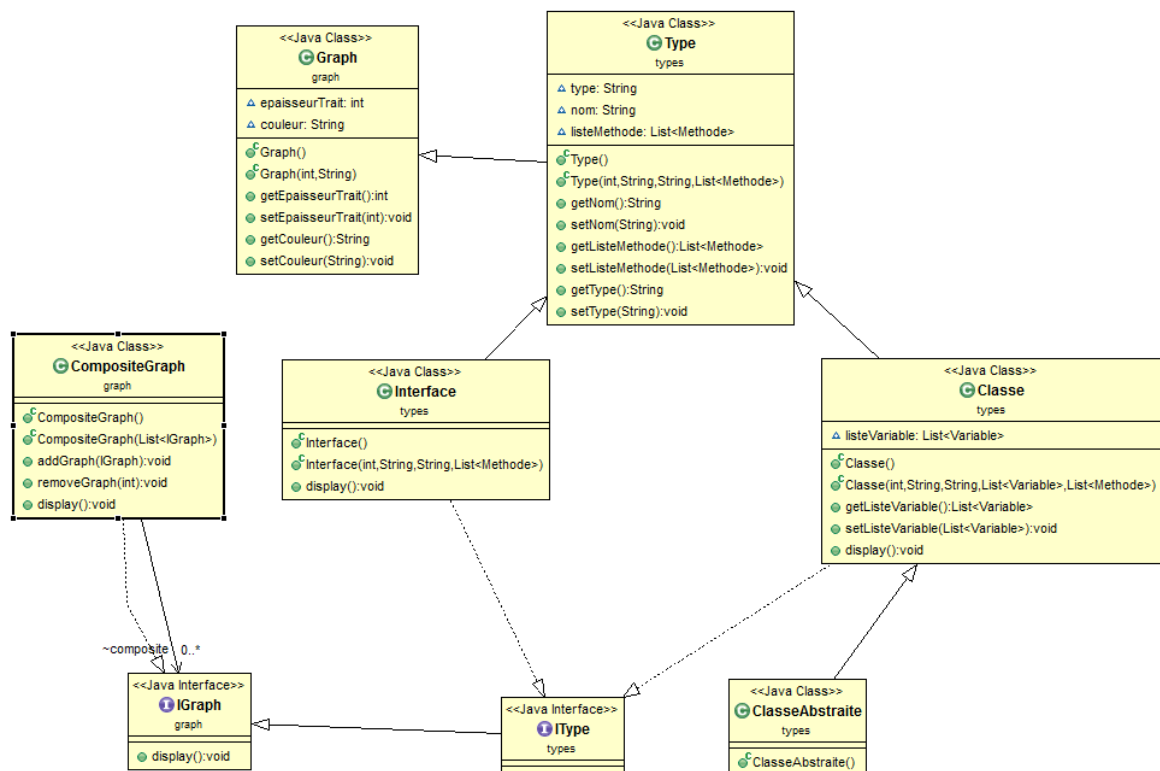 <<Java Class>>
Graph
graph
epaisseurTrait: int
couleur: String
Graph()
Graph(int,String)
getEpaisseurTrait():int
setEpaisseurTrait(int):void
getCouleur():String
setCouleur(String):void
<<Java Class>>
Type
types
type: String
nom: String
listeMethode: List<Methode>
Type()
Type(int,String,String,List<Methode>)
getNom():String
setNom(String):void
getListeMethode():List<Methode>
setListeMethode(List<Methode>):void
getType():String
setType(String):void
<<Java Class>>
CompositeGraph
graph
CompositeGraph()
CompositeGraph(List<IGraph>)
addGraph(IGraph):void
removeGraph(int):void
display():void
<<Java Class>>
Interface
types
Interface()
Interface(int,String,String,List<Methode>)
display():void
<<Java Class>>
Classe
types
listeVariable: List<Variable>
Classe()
Classe(int,String,String,List<Variable>,List<Methode>)
getListeVariable():List<Variable>
setListeVariable(List<Variable>):void
display():void
~composite 0..*
<<Java Interface>>
IGraph
graph
display():void
<<Java Interface>>
IType
types
<<Java Class>>
ClasseAbstraite
types
ClasseAbstraite()